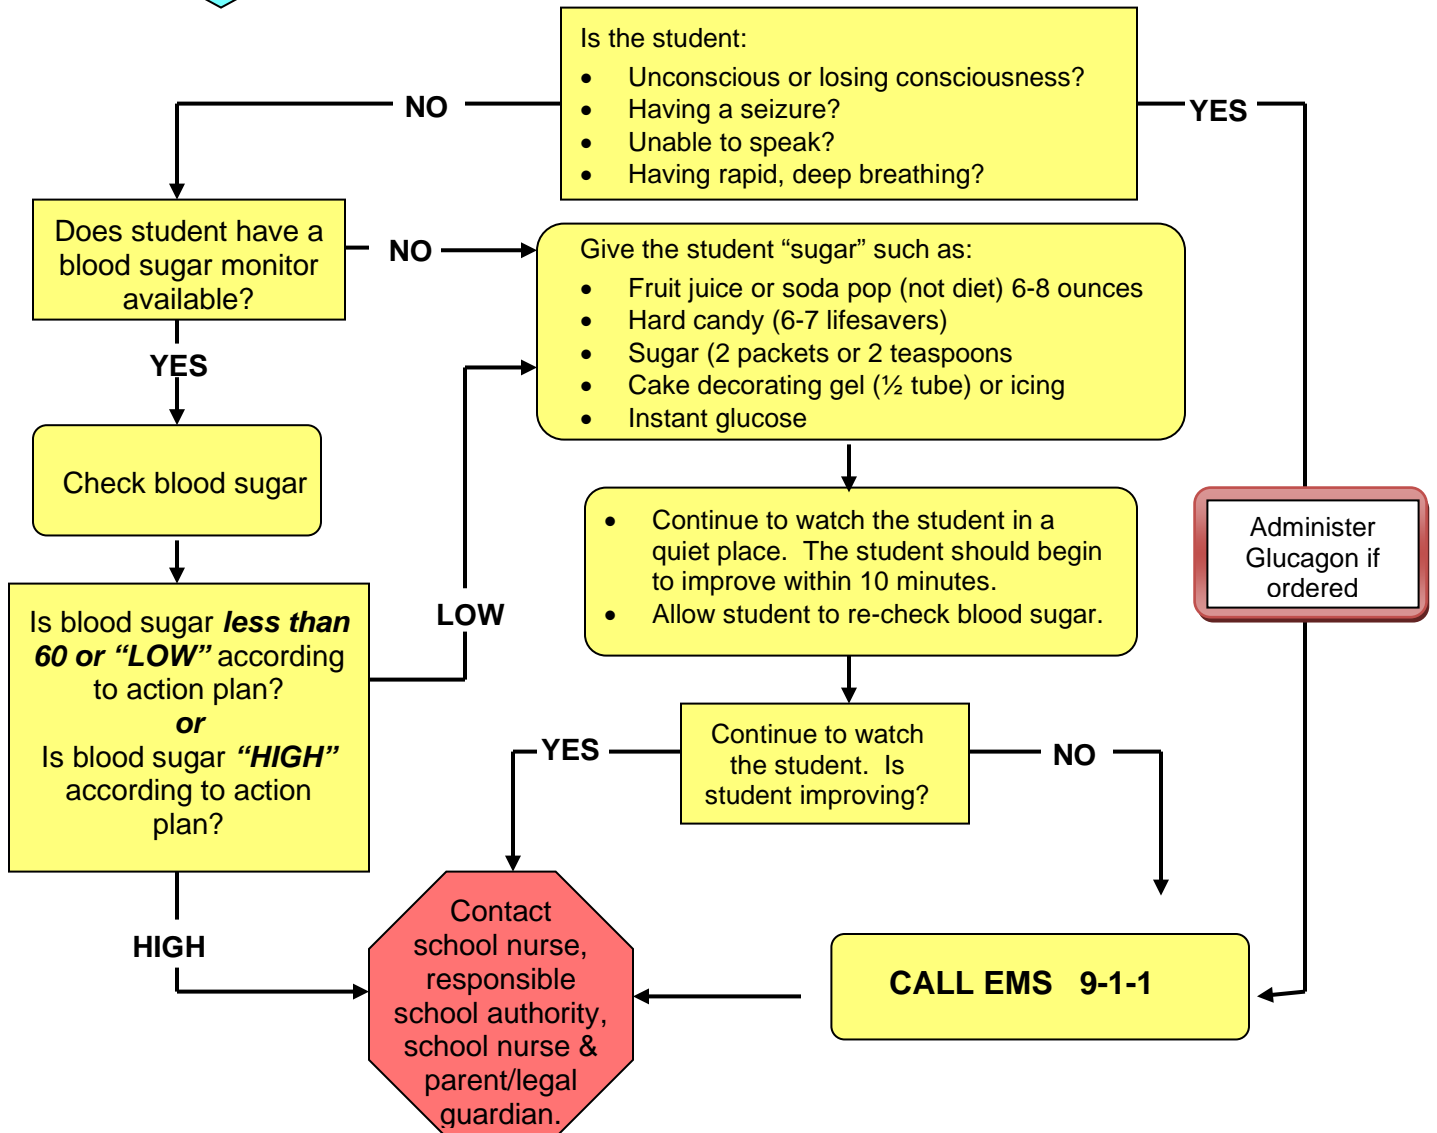 Is the student:
• Unconscious or losing consciousness?
• Having a seizure?
• Unable to speak?
• Having rapid, deep breathing?
NO
YES
Does student have a
blood sugar monitor
available?
NO
YES
Give the student “sugar” such as:
• Fruit juice or soda pop (not diet) 6-8 ounces
• Hard candy (6-7 lifesavers)
• Sugar (2 packets or 2 teaspoons
• Cake decorating gel (½ tube) or icing
• Instant glucose
Check blood sugar
• Continue to watch the student in a
quiet place. The student should begin
to improve within 10 minutes.
• Allow student to re-check blood sugar.
Administer
Glucagon if
ordered
Is blood sugar less than
60 or “LOW” according
to action plan?
or
Is blood sugar “HIGH”
according to action
plan?
LOW
HIGH
Continue to watch
the student. Is
student improving?
YES
NO
Contact
school nurse,
responsible
school authority,
school nurse &
parent/legal
guardian.
CALL EMS 9-1-1